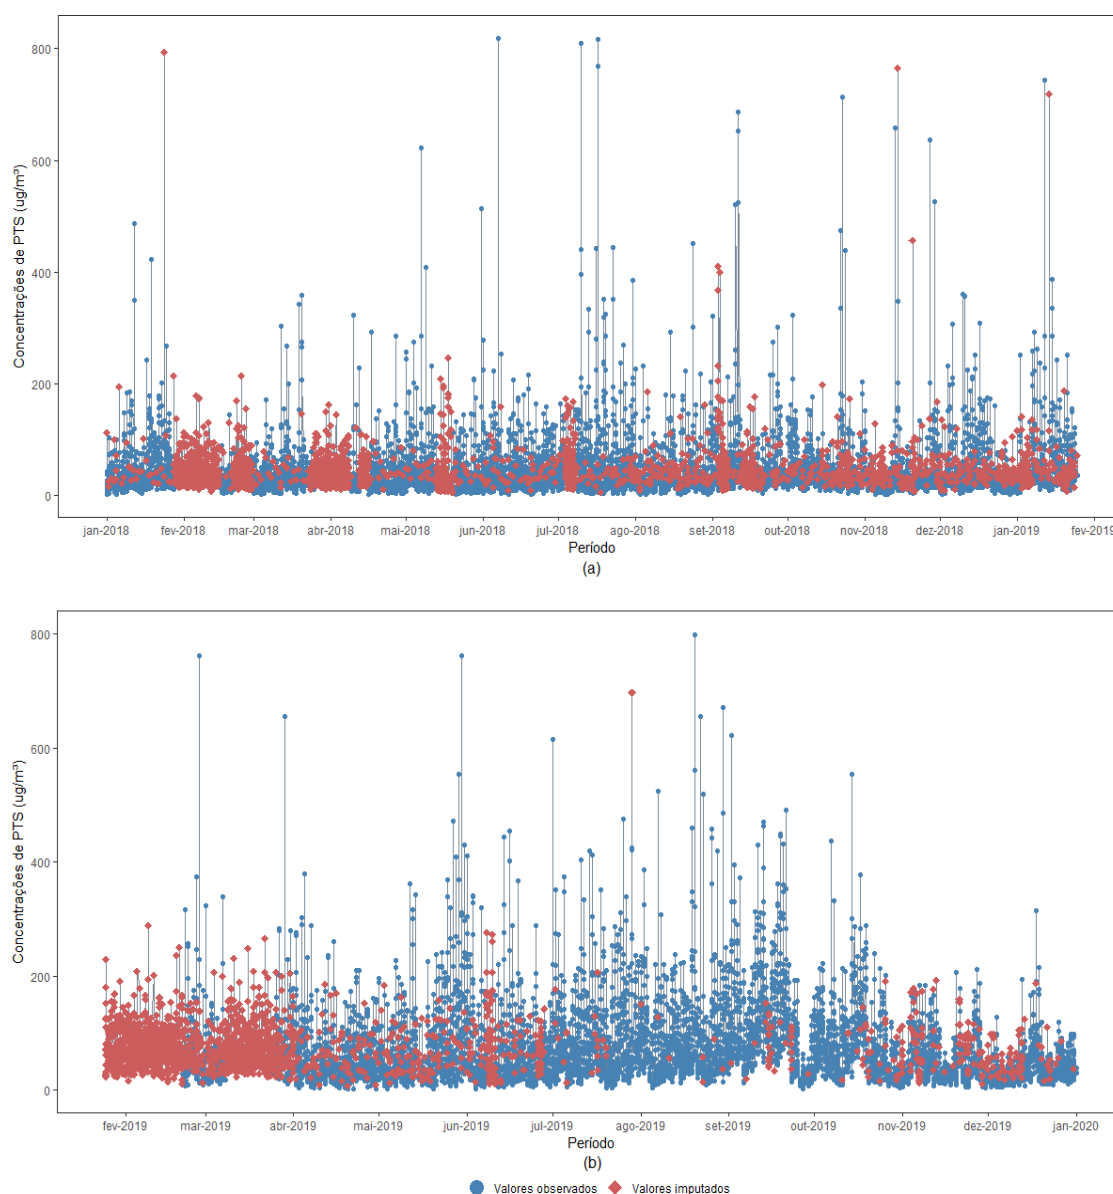 Concentrações de PTS (ug/m³)
800
600
400
200
0
jan-2018 fev-2018 mar-2018 abr-2018 mai-2018 jun-2018 jul-2018 ago-2018 set-2018 out-2018 nov-2018 dez-2018 jan-2019 fev-2019
Período
(a)
Concentrações de PTS (ug/m³)
800
600
400
200
0
fev-2019 mar-2019 abr-2019 mai-2019 jun-2019 jul-2019 ago-2019 set-2019 out-2019 nov-2019 dez-2019 jan-2020
Período
(b)
Valores observados Valores imputados